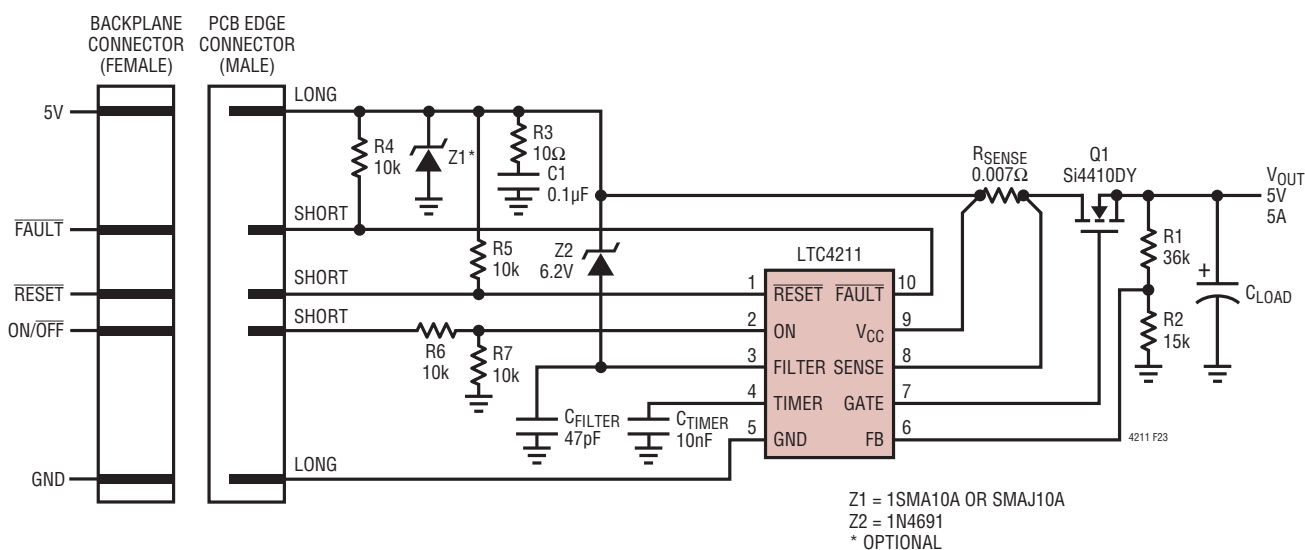 BACKPLANE
CONNECTOR
(FEMALE)
PCB EDGE
CONNECTOR
(MALE)
LONG
5V
R4
10k
Z1*
R3
10Ω
C1
0.1µF
RSENSE
0.007Ω
Q1
Si4410DY
VOUT
5V
5A
SHORT
FAULT
R5
10k
Z2
6.2V
LTC4211
R1
36k
CLOAD
+
SHORT
RESET
1
RESET
FAULT
10
SHORT
ON/OFF
R6
10k
R7
10k
2
ON
VCC
9
R2
15k
3
FILTER
SENSE
8
4
TIMER
GATE
7
CFILTER
47pF
CTIMER
10nF
5
GND
FB
6
4211 F23
LONG
GND
Z1 = 1SMA10A OR SMAJ10A
Z2 = 1N4691
* OPTIONAL